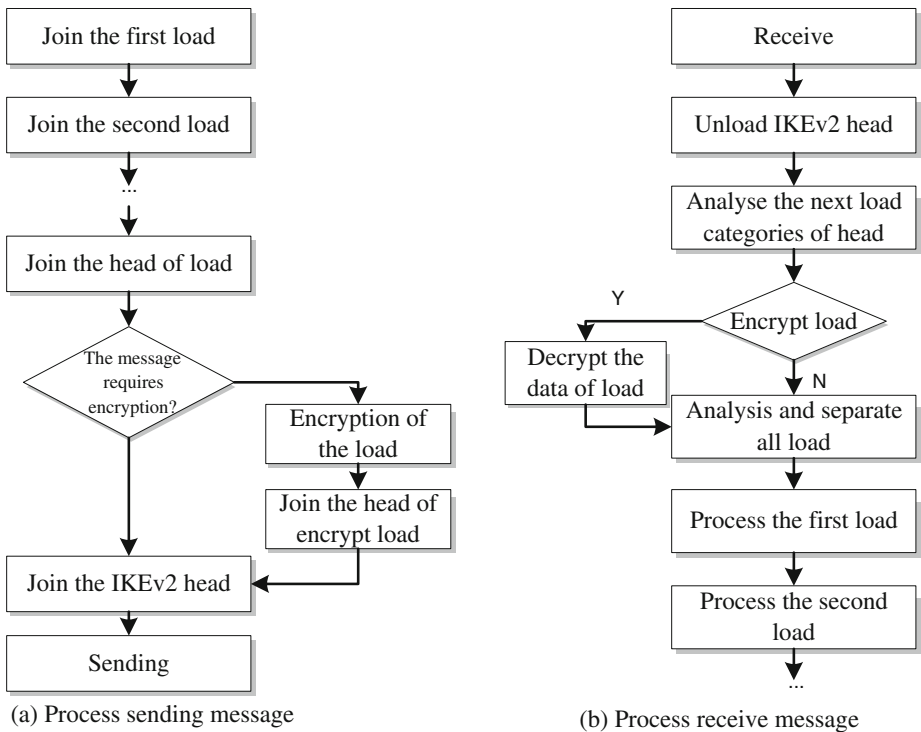 Join the first load
Join the second load
...
Join the head of load
The message
requires
encryption?
Encryption of
the load
Join the head of
encrypt load
Join the IKEv2 head
Sending
(a) Process sending message
Receive
Unload IKEv2 head
Analyse the next load
categories of head
Encrypt load
Y
Decrypt the
data of load
N
Analysis and separate
all load
Process the first load
Process the second
load
...
(b) Process receive message